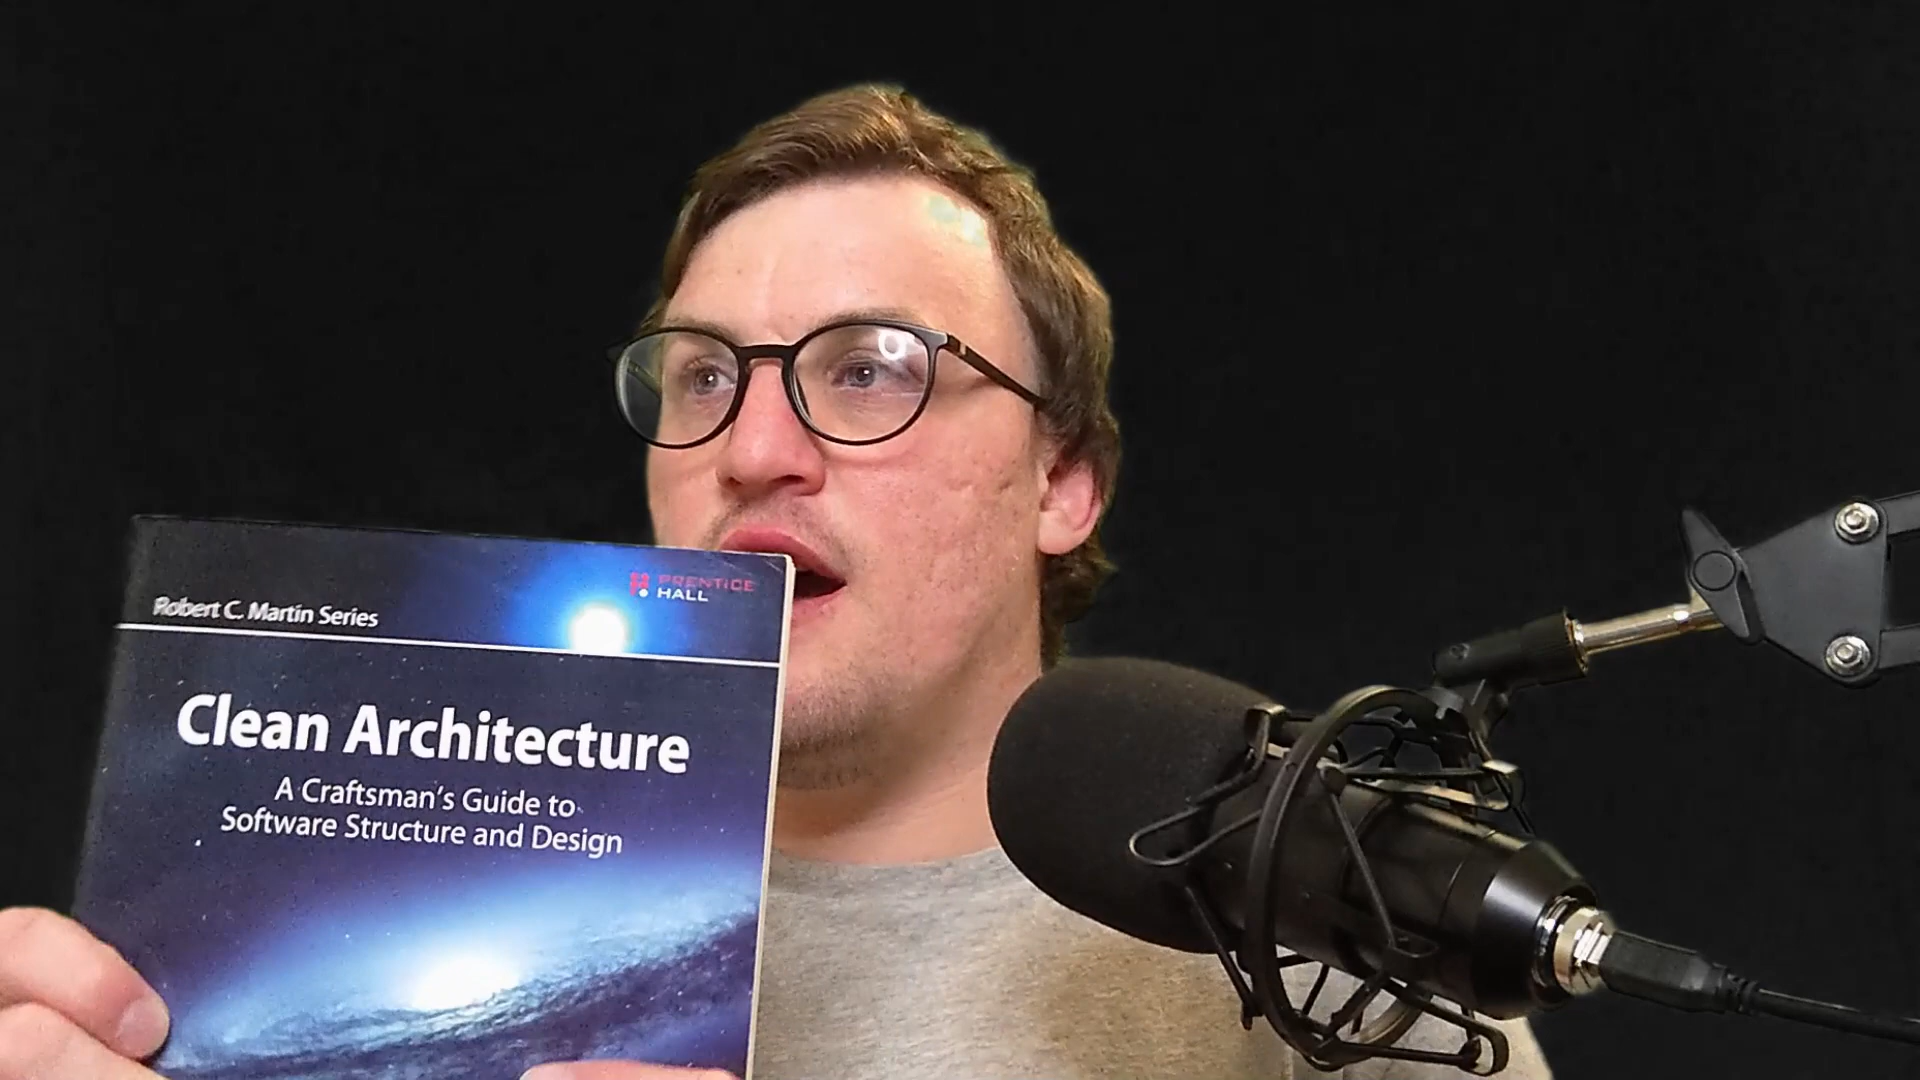 PRENTICE
HALL
Robert C. Martin Series
Clean Architecture
A Craftsman's Guide to
Software Structure and Design